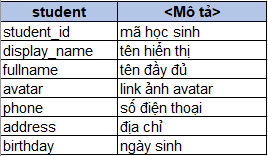 student <Mô tả>
student_id mã học sinh
display_name tên hiển thị
fullname tên đầy đủ
avatar link ảnh avatar
phone số điện thoại
address địa chỉ
birthday ngày sinh